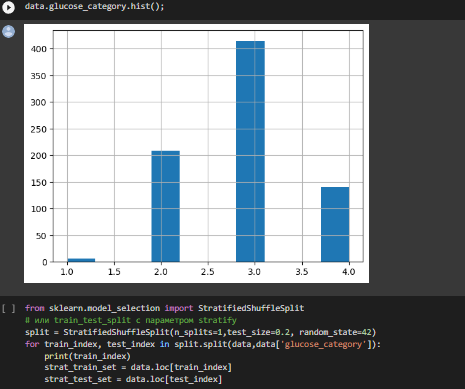 data.glucose_category.hist();
400
350
300
250
200
150
100
50
0
1.0 1.5 2.0 2.5 3.0 3.5 4.0
[ ] from sklearn.model_selection import StratifiedShuffleSplit
# или train_test_split с параметром stratify
split = StratifiedShuffleSplit(n_splits=1,test_size=0.2, random_state=42)
for train_index, test_index in split.split(data,data['glucose_category']):
    print(train_index)
    strat_train_set = data.loc[train_index]
    strat_test_set = data.loc[test_index]